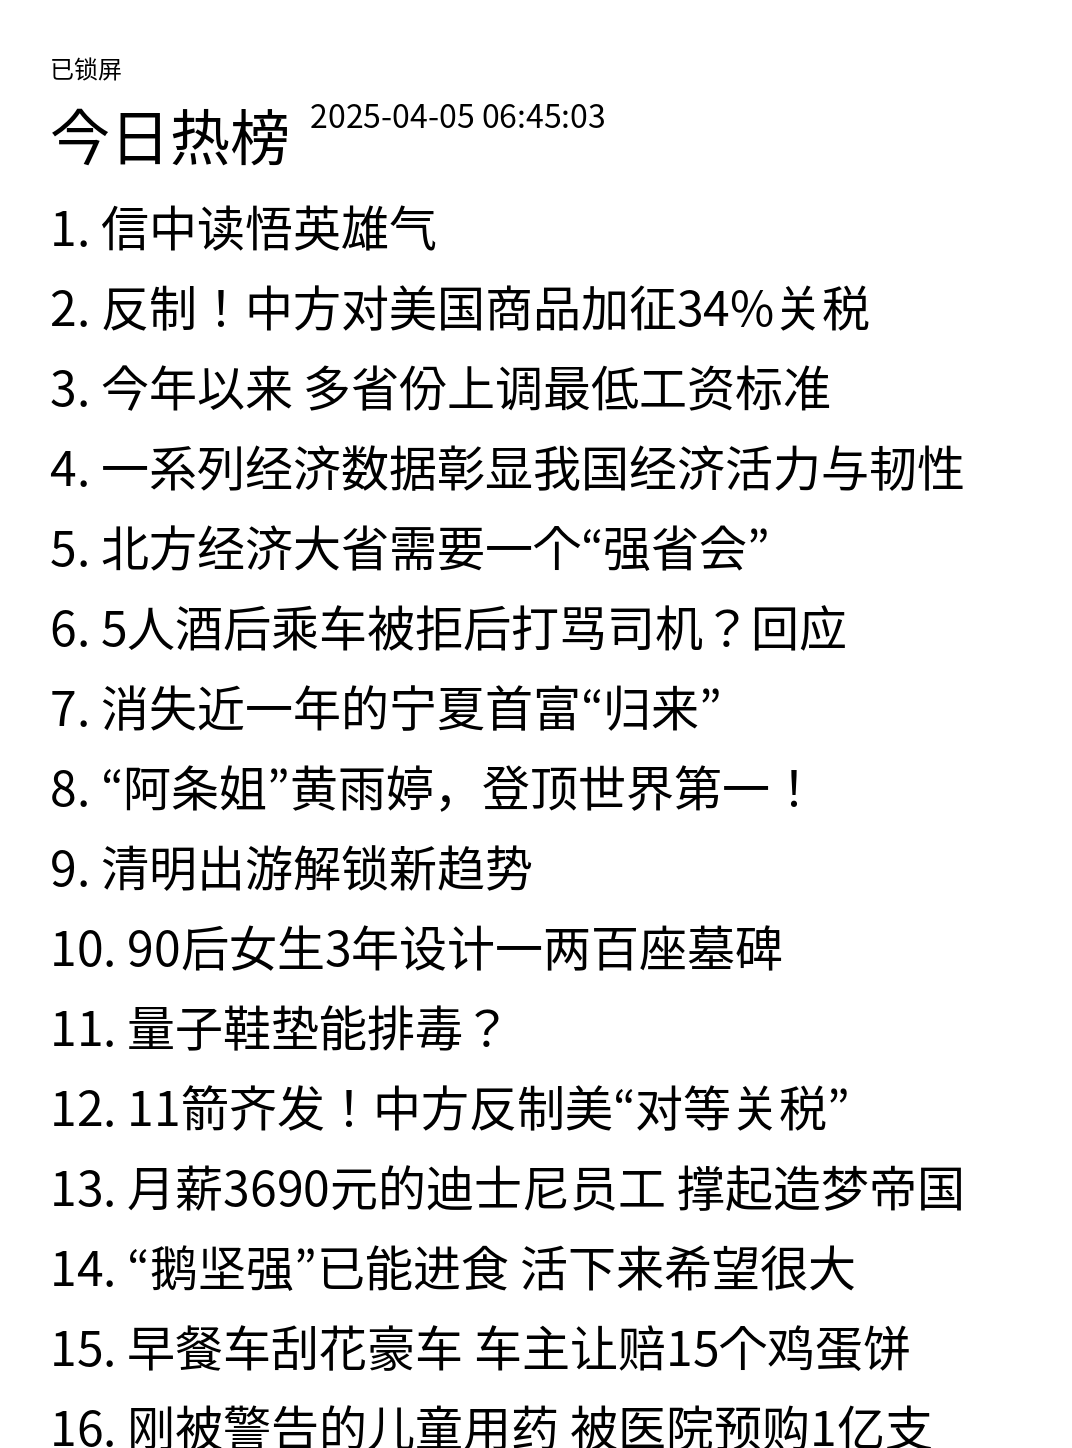 已锁屏
今日热榜 2025-04-05 06:45:03
1. 信中读悟英雄气
2. 反制！中方对美国商品加征34%关税
3. 今年以来 多省份上调最低工资标准
4. 一系列经济数据彰显我国经济活力与韧性
5. 北方经济大省需要一个“强省会”
6. 5人酒后乘车被拒后打骂司机？回应
7. 消失近一年的宁夏首富“归来”
8. “阿条姐”黄雨婷，登顶世界第一！
9. 清明出游解锁新趋势
10. 90后女生3年设计一两百座墓碑
11. 量子鞋垫能排毒？
12. 11箭齐发！中方反制美“对等关税”
13. 月薪3690元的迪士尼员工 撑起造梦帝国
14. “鹅坚强”已能进食 活下来希望很大
15. 早餐车刮花豪车 车主让赔15个鸡蛋饼
16. 刚被警告的儿童用药 被医院预购1亿支